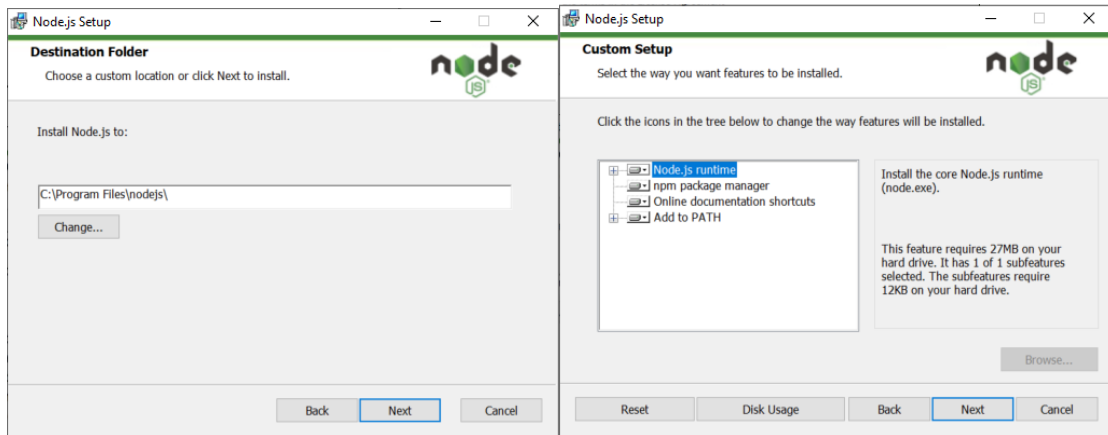 Node.js Setup
Destination Folder
Choose a custom location or click Next to install.
node
JS
Install Node.js to:
C:\Program Files\nodejs\
Change...
Back
Next
Cancel
Node.js Setup
Custom Setup
Select the way you want features to be installed.
node
JS
Click the icons in the tree below to change the way features will be installed.
Node.js runtime
npm package manager
Online documentation shortcuts
Add to PATH
Install the core Node.js runtime
(node.exe).
This feature requires 27MB on your
hard drive. It has 1 of 1 subfeatures
selected. The subfeatures require
12KB on your hard drive.
Browse...
Reset
Disk Usage
Back
Next
Cancel